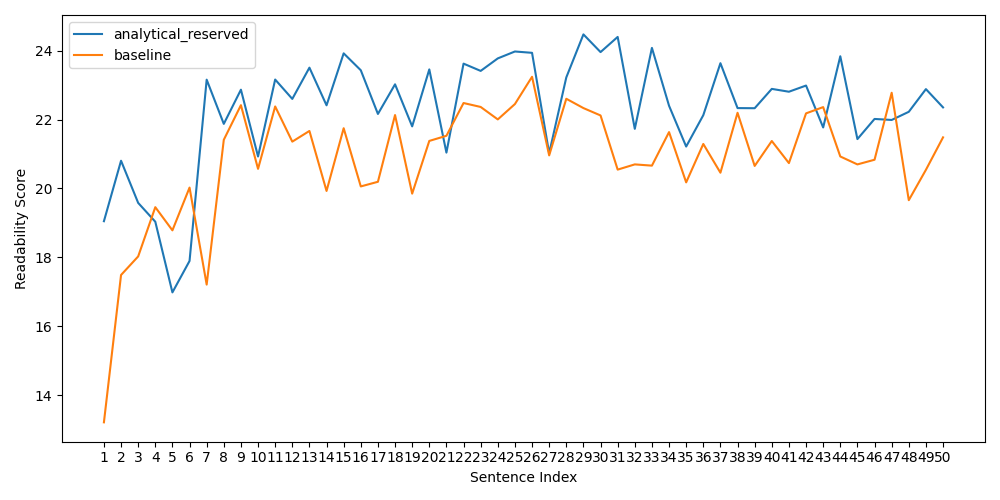 analytical_reserved
baseline
24
22
20
18
16
14
Readability Score
1 2 3 4 5 6 7 8 9 10 11 12 13 14 15 16 17 18 19 20 21 22 23 24 25 26 27 28 29 30 31 32 33 34 35 36 37 38 39 40 41 42 43 44 45 46 47 48 49 50
Sentence Index